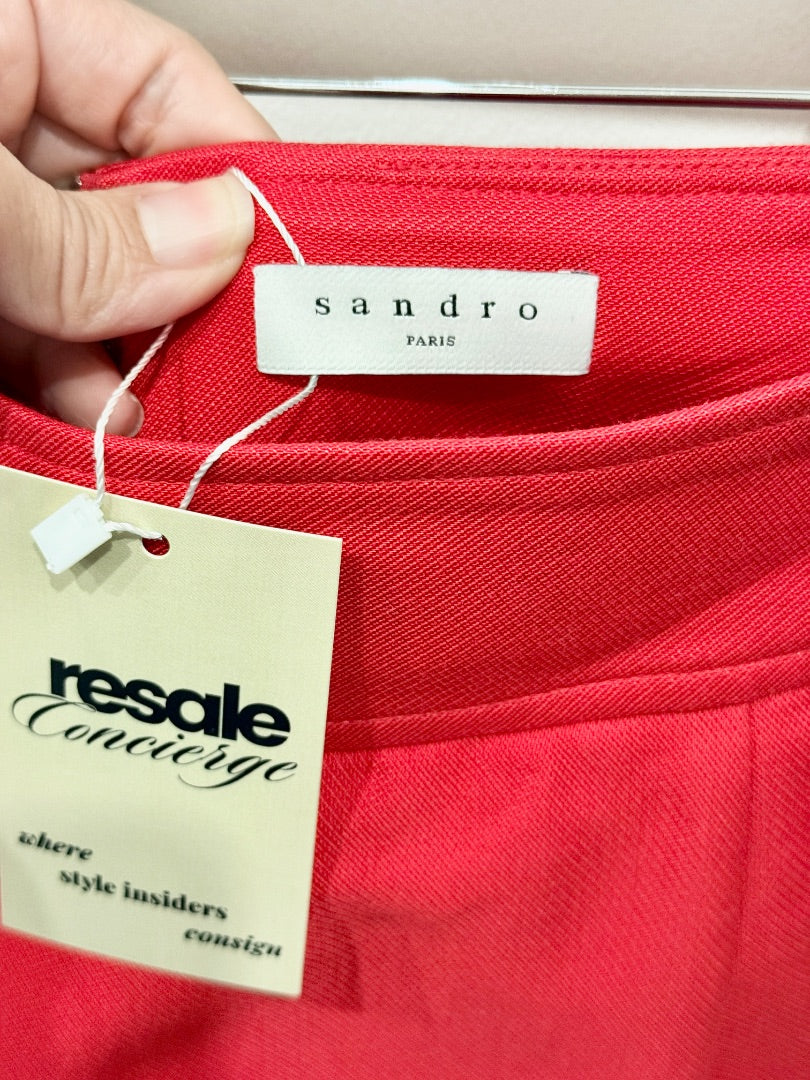 sandro
PARIS
resale
Concierge
where
style insiders
consign